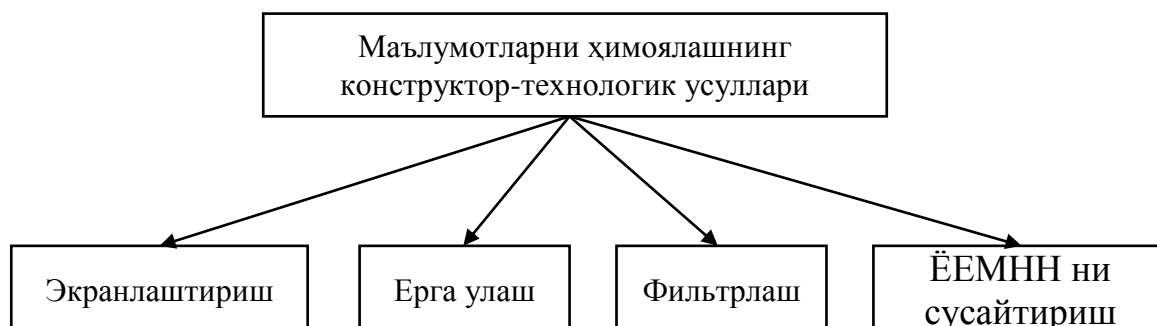 Маълумотларни ҳимоялашнинг
конструктор-технологик усуллари
Экранлаштириш
Ерга улаш
Фильтрлаш
ЁЕМНН ни
сусайтириш